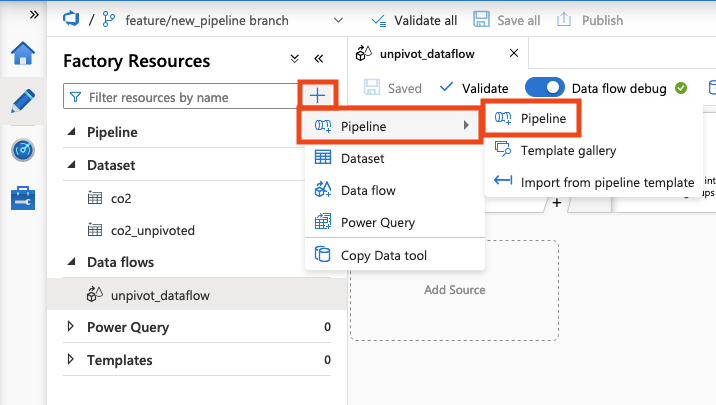 »
feature/new_pipeline branch
Validate all
Save all
Publish
Factory Resources
«
unpivot_dataflow
Filter resources by name
+
Saved
Validate
Data flow debug
Pipeline
Dataset
co2
co2_unpivoted
Data flows
unpivot_dataflow
Power Query 0
Templates 0
Pipeline
Dataset
Data flow
Power Query
Copy Data tool
Pipeline
Template gallery
Import from pipeline template
+
Add Source